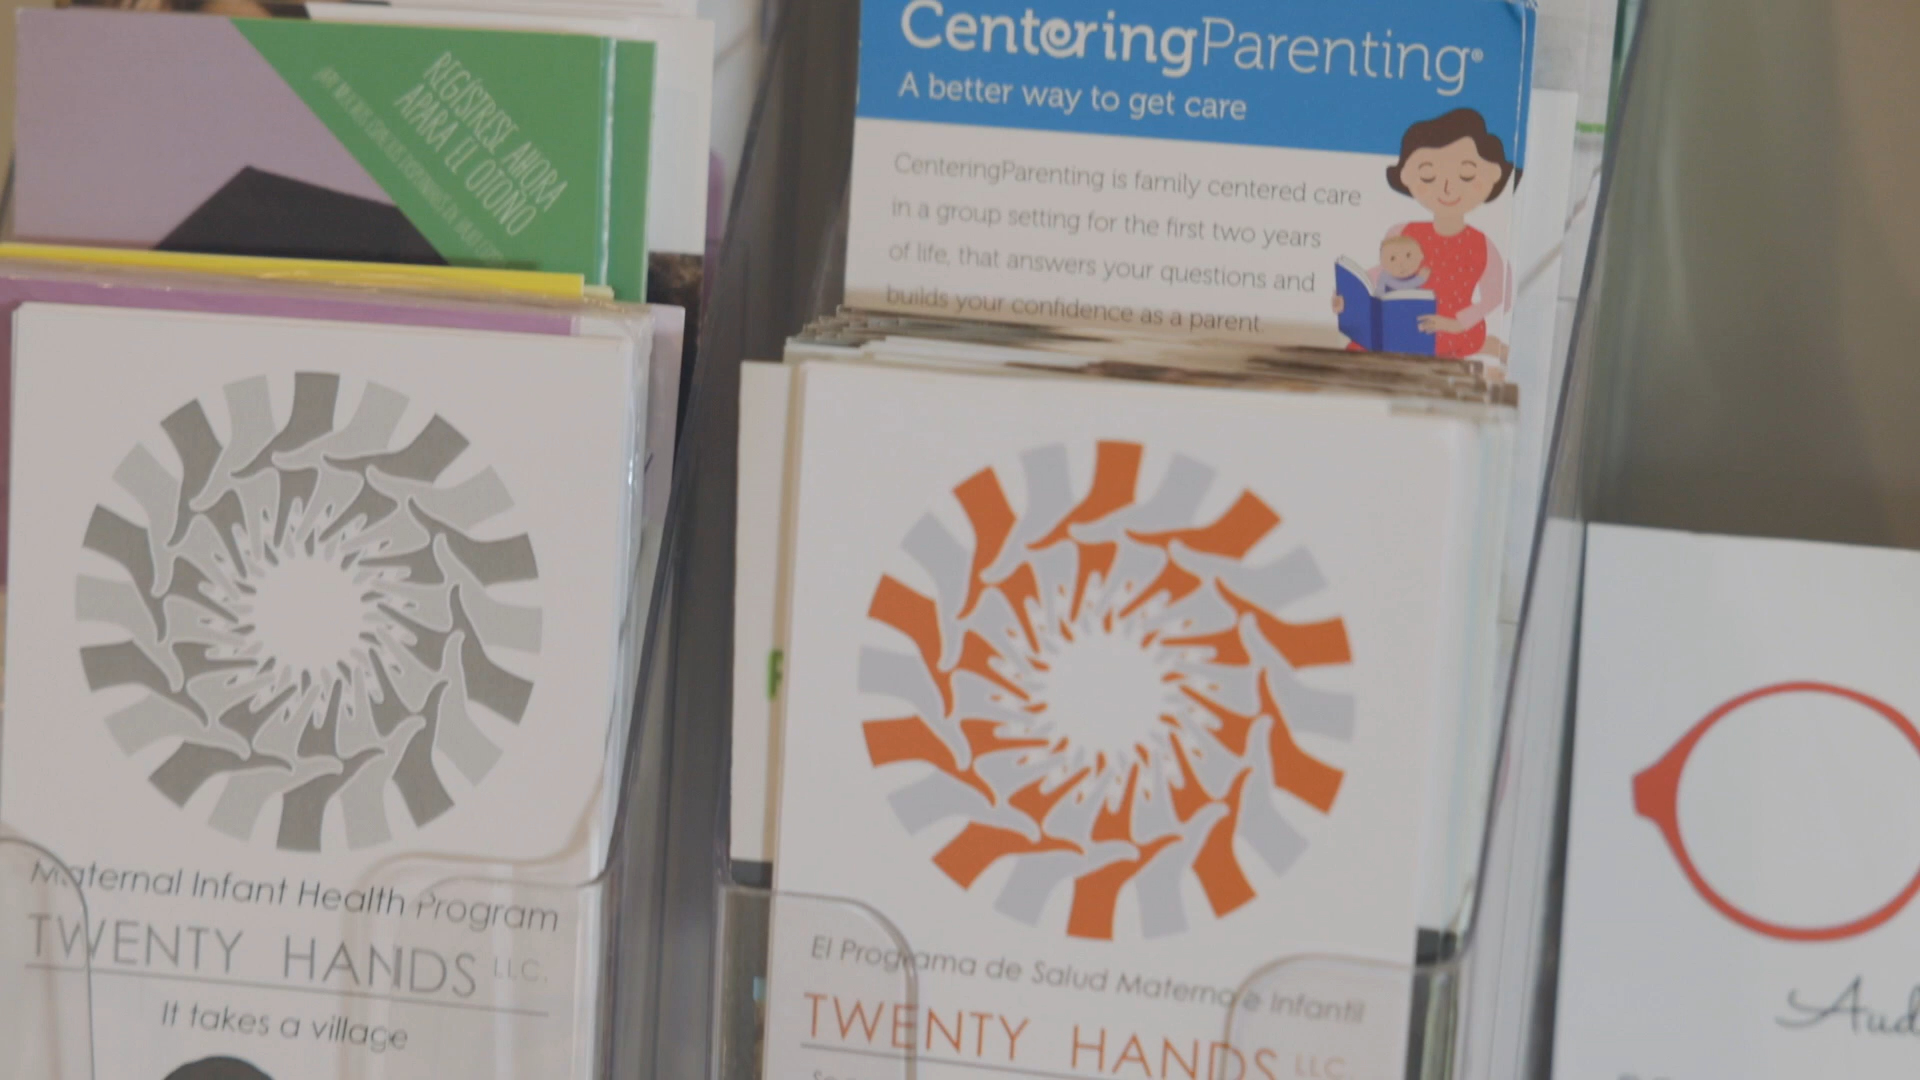 REGÍSTRESE AHORA
APARA EL OTOÑO
CenteringParenting®
A better way to get care
CenteringParenting is family centered care
in a group setting for the first two years
of life, that answers your questions and
builds your confidence as a parent.
Maternal Infant Health Program
TWENTY HANDS LLC.
It takes a village
El Programa de Salud Materno e Infantil
TWENTY HANDS LLC.
Aud